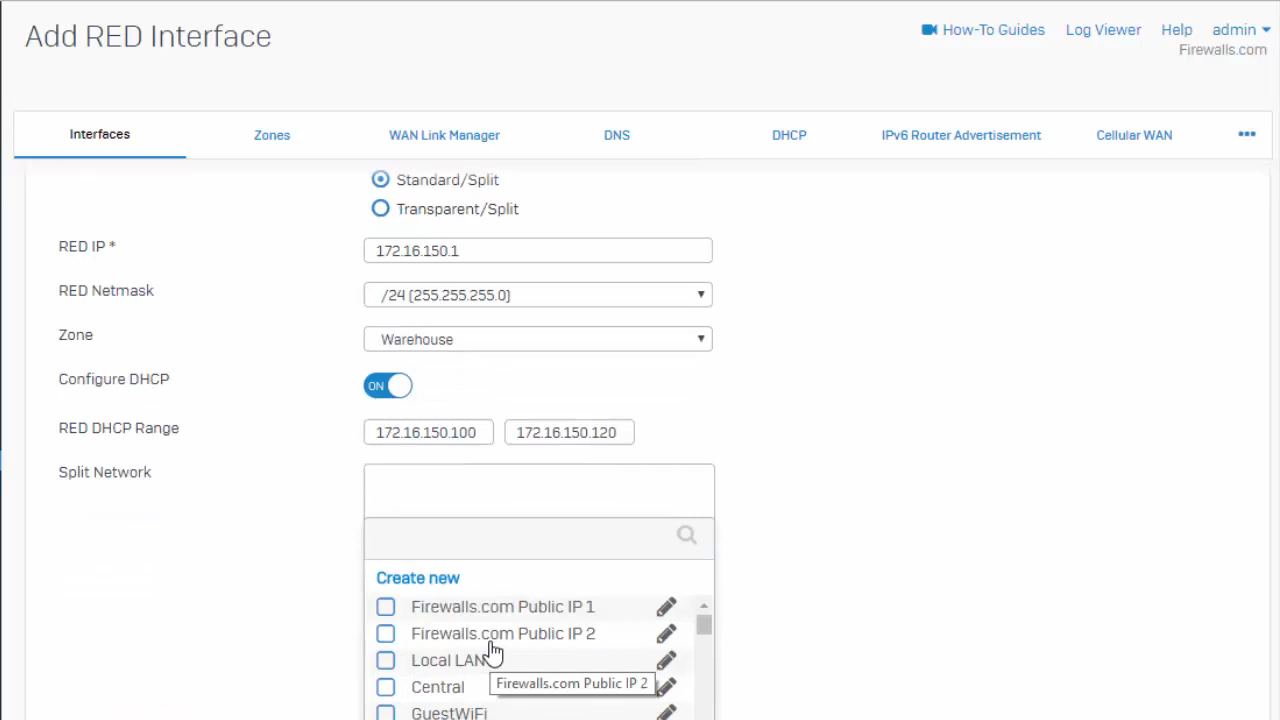 Add RED Interface
How-To Guides Log Viewer Help admin
Firewalls.com
Interfaces Zones WAN Link Manager DNS DHCP IPv6 Router Advertisement Cellular WAN
Standard/Split
Transparent/Split
RED IP * 172.16.150.1
RED Netmask /24 (255.255.255.0)
Zone Warehouse
Configure DHCP ON
RED DHCP Range 172.16.150.100 172.16.150.120
Split Network
Create new
Firewalls.com Public IP 1
Firewalls.com Public IP 2
Local LAN
Central Firewalls.com Public IP 2
GuestWiFi